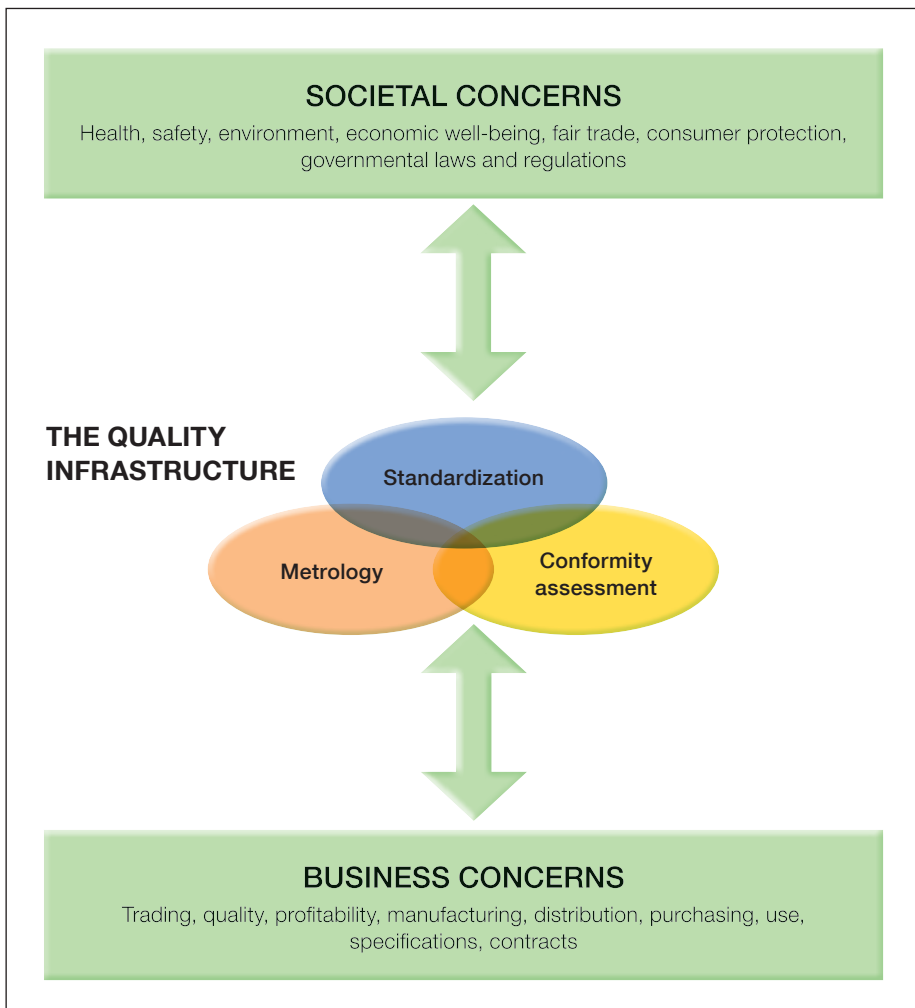 SOCIETAL CONCERNS
Health, safety, environment, economic well-being, fair trade, consumer protection,
governmental laws and regulations
THE QUALITY
INFRASTRUCTURE
Standardization
Metrology
Conformity
assessment
BUSINESS CONCERNS
Trading, quality, profitability, manufacturing, distribution, purchasing, use,
specifications, contracts